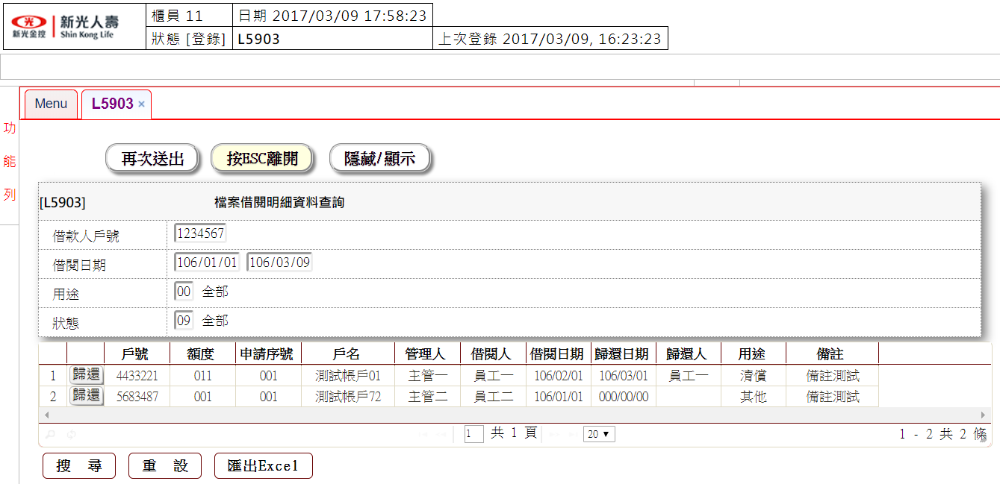 新光金控 新光人壽 Shin Kong Life
櫃員 11 日期 2017/03/09 17:58:23
狀態 [登錄] L5903 上次登錄 2017/03/09, 16:23:23
Menu L5903 ×
功能列
再次送出 按ESC離開 隱藏/顯示
[L5903] 檔案借閱明細資料查詢
借款人戶號 1234567
借閱日期 106/01/01 106/03/09
用途 00 全部
狀態 09 全部
戶號 額度 申請序號 戶名 管理人 借閱人 借閱日期 歸還日期 歸還人 用途 備註
1 歸還 4433221 011 001 測試帳戶01 主管一 員工一 106/02/01 106/03/01 員工一 清償 備註測試
2 歸還 5683487 001 001 測試帳戶72 主管二 員工二 106/01/01 000/00/00 其他 備註測試
1 共 1 頁 20 1 - 2 共 2 條
搜 尋 重 設 匯出Excel